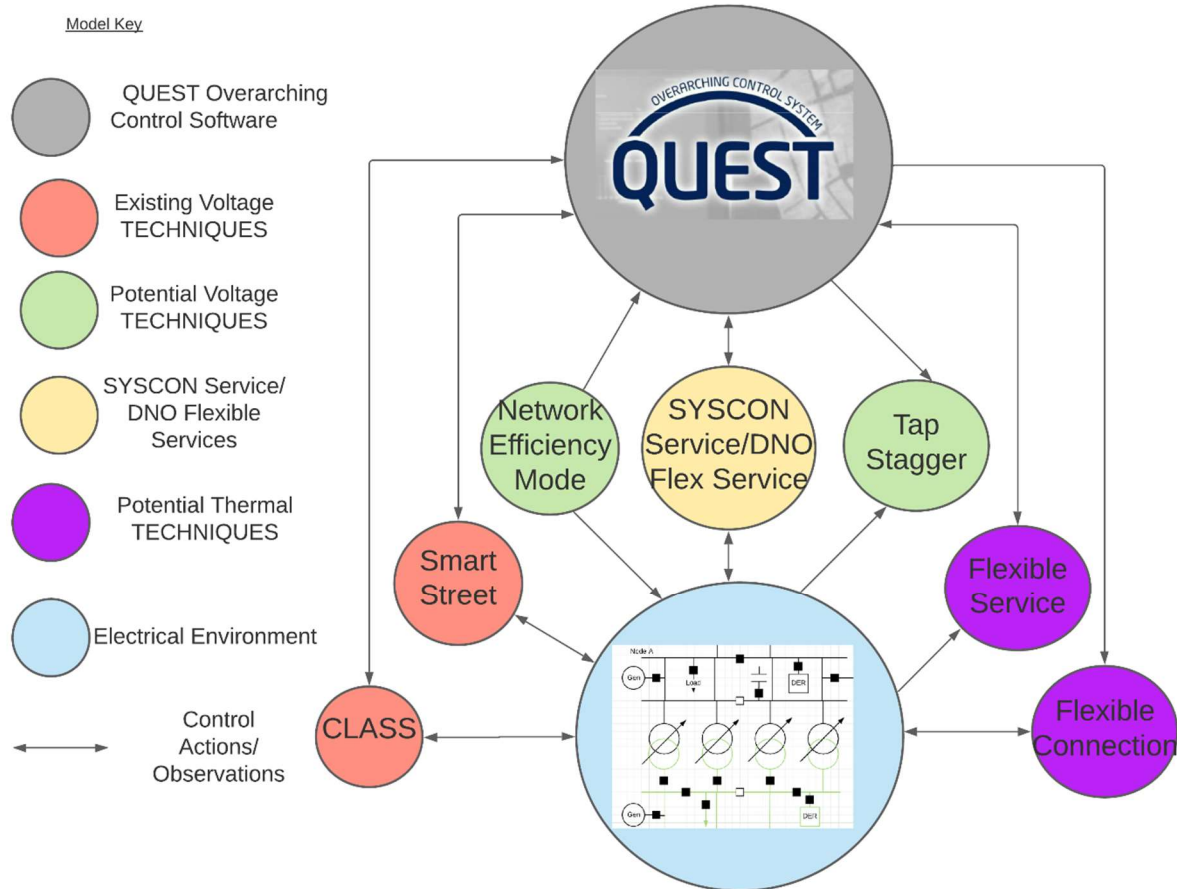 Model Key
QUEST Overarching
Control Software
Existing Voltage
TECHNIQUES
Potential Voltage
TECHNIQUES
SYSCON Service/
DNO Flexible
Services
Potential Thermal
TECHNIQUES
Electrical Environment
Control
Actions/
Observations
OVERARCHING CONTROL SYSTEM
QUEST
Network
Efficiency
Mode
SYSCON
Service/DNO
Flex Service
Tap
Stagger
Smart
Street
Flexible
Service
CLASS
Flexible
Connection
Node A
Gen
Load
DER
Gen
DER